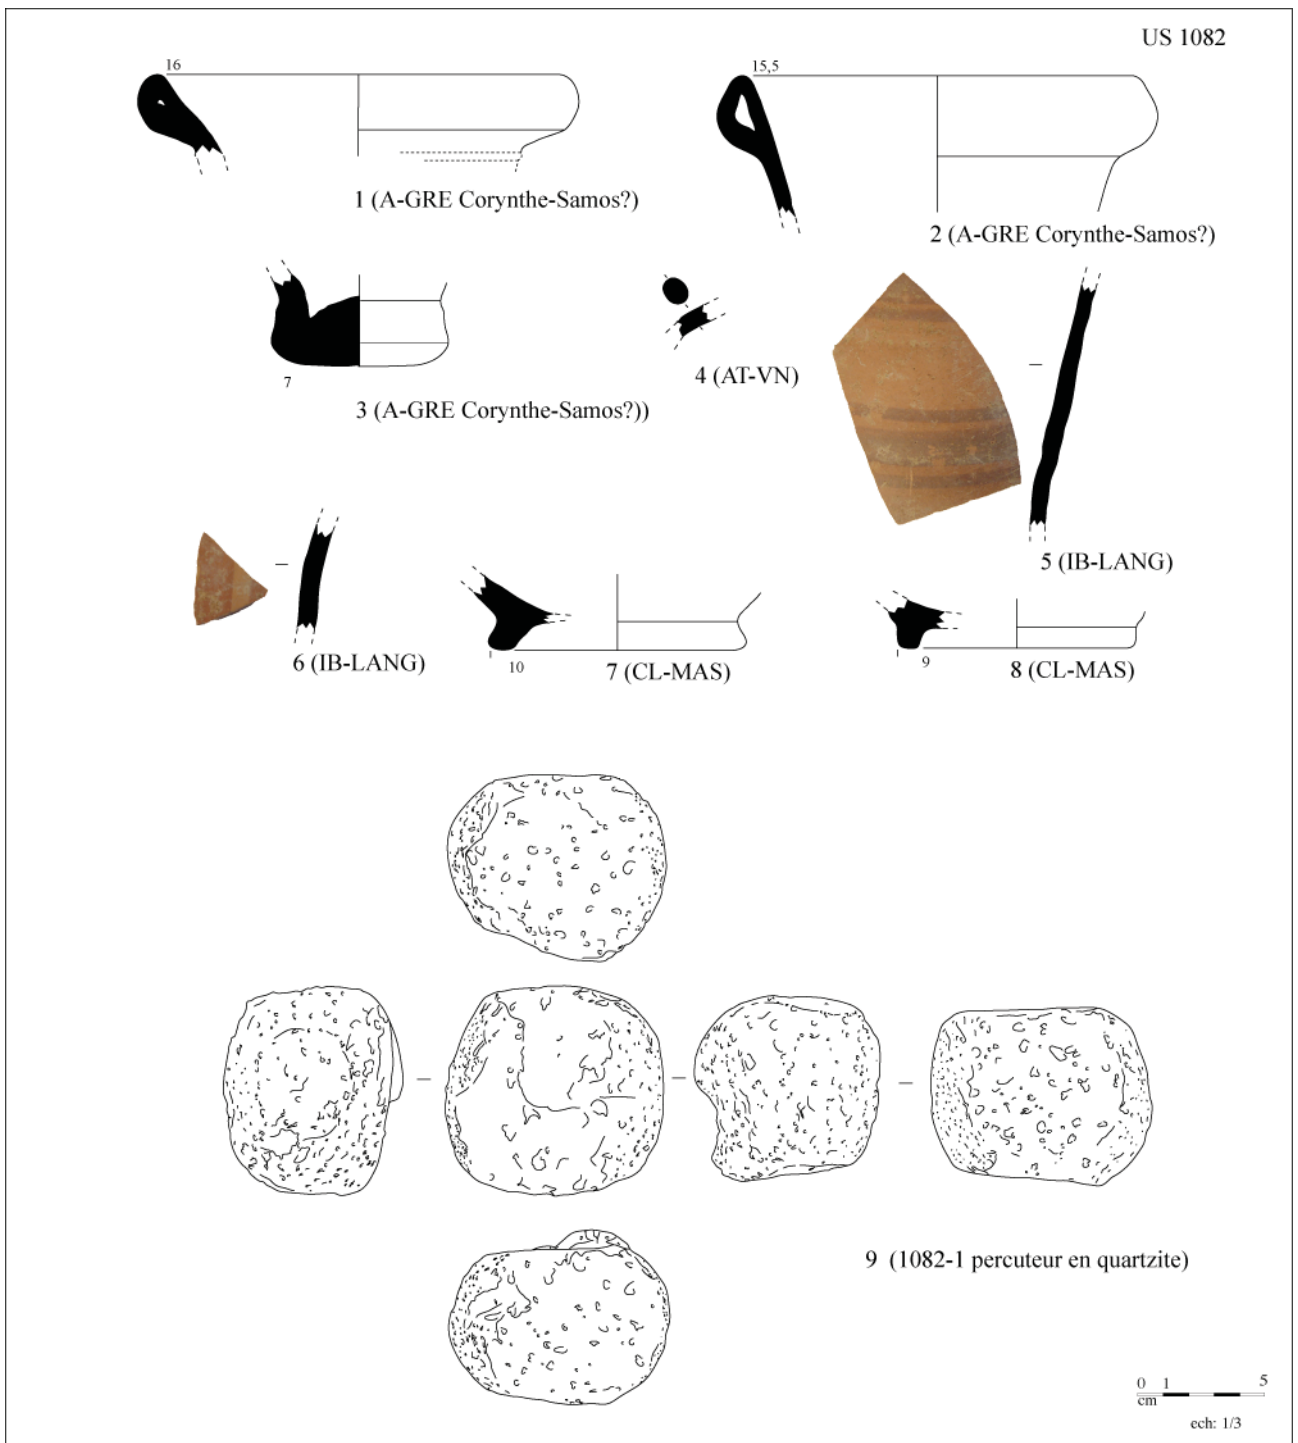 US 1082
16
15,5
1 (A-GRE Corynthe-Samos?)
2 (A-GRE Corynthe-Samos?)
7
3 (A-GRE Corynthe-Samos?))
4 (AT-VN)
5 (IB-LANG)
6 (IB-LANG)
10
7 (CL-MAS)
9
8 (CL-MAS)
9 (1082-1 percuteur en quartzite)
0 1 5
cm
ech: 1/3